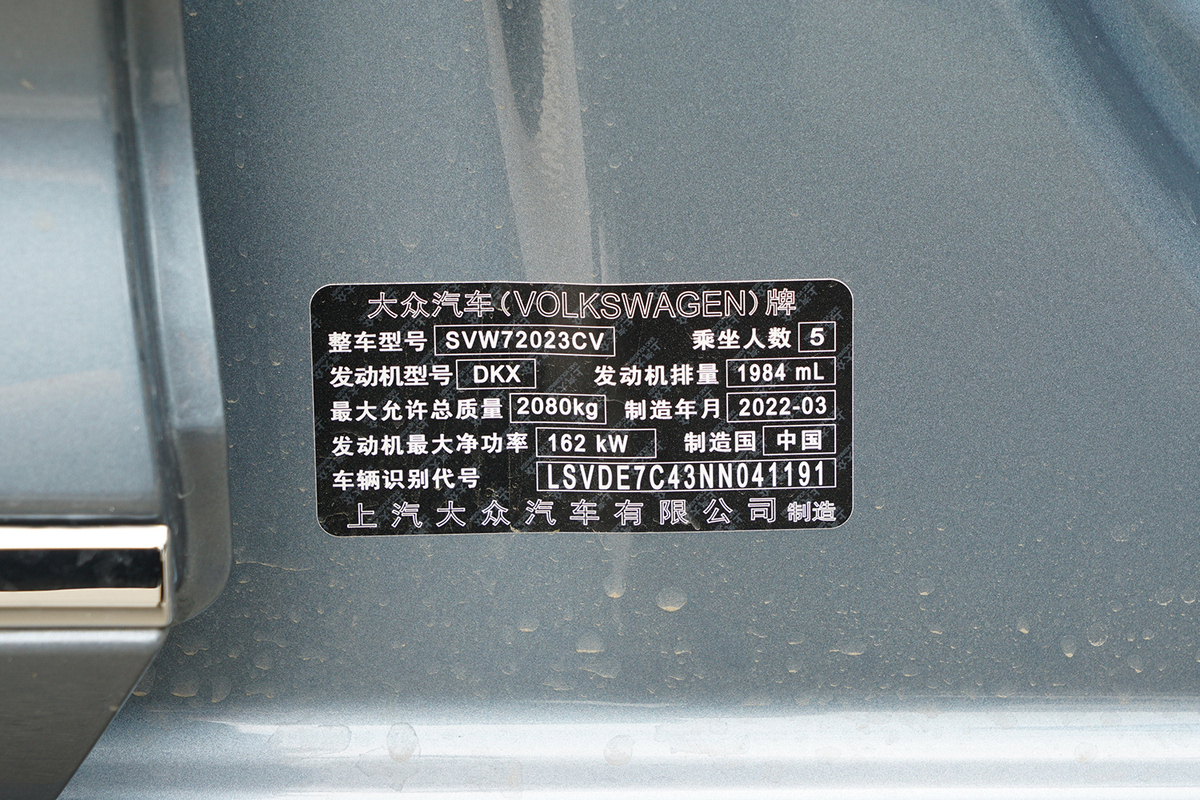 大众汽车(VOLKSWAGEN)牌
整车型号 SVW72023CV 乘坐人数 5
发动机型号 DKX 发动机排量 1984 mL
最大允许总质量 2080kg 制造年月 2022-03
发动机最大净功率 162 kW 制造国 中国
车辆识别代号 LSVDE7C43NN041191
上汽大众汽车有限公司 制造